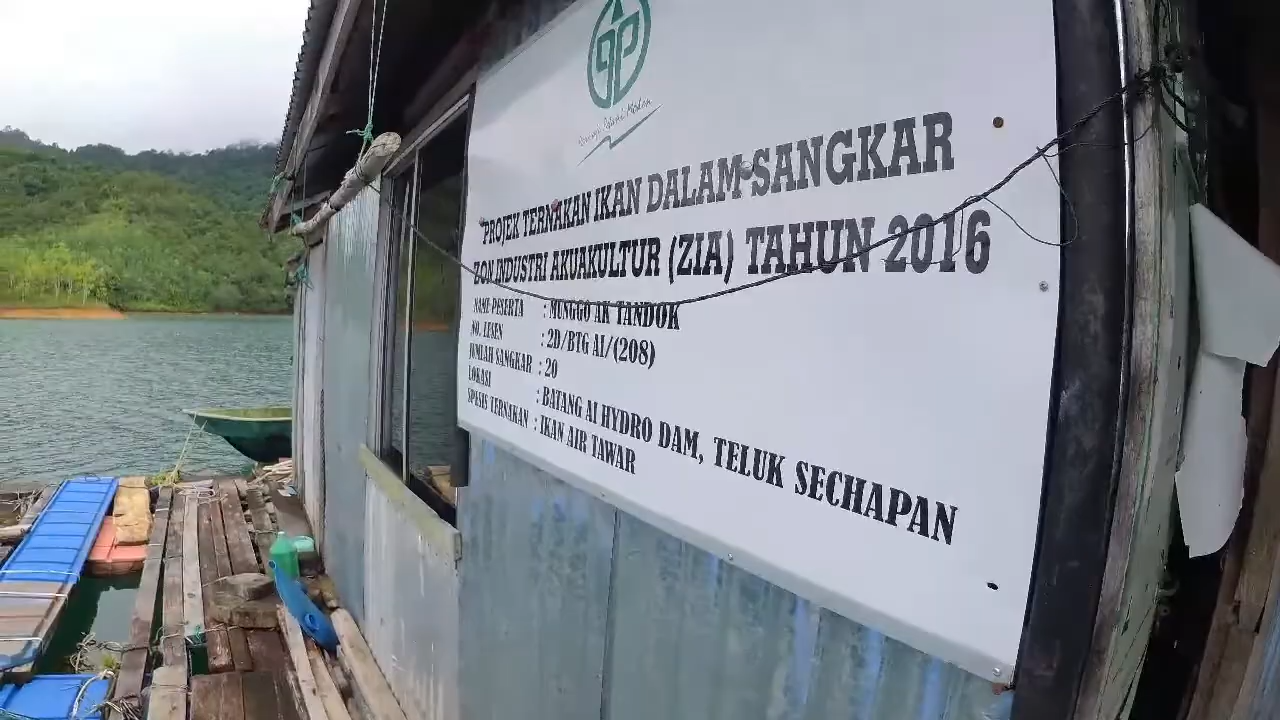 PROJEK TERNAKAN IKAN DALAM SANGKAR
ZON INDUSTRI AKUAKULTUR (ZIA) TAHUN 2016
NAME PESERTA : MUNGGO AK TANDOK
NO. LESEN : 2D/BTG AI/(208)
JUMLAH SANGKAR : 20
LOKASI : BATANG AI HYDRO DAM, TELUK SECHAPAN
SPESIS TERNAKAN : IKAN AIR TAWAR